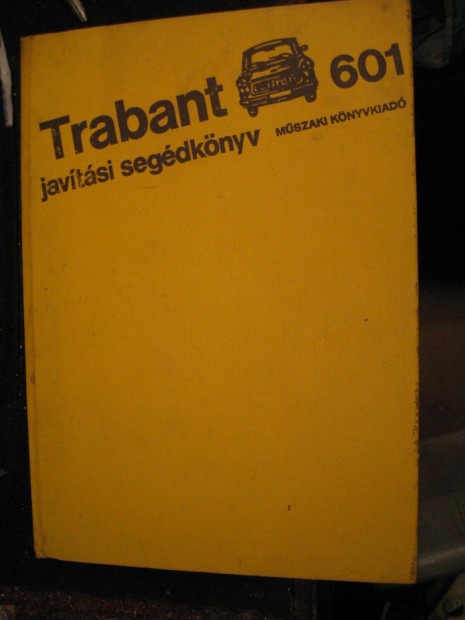 Trabant 601
javítási segédkönyv MŰSZAKI KÖNYVKIADÓ